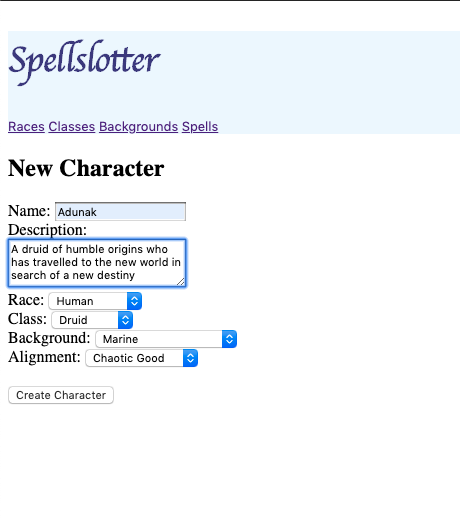 Spellslotter
Races Classes Backgrounds Spells
New Character
Name: Adunak
Description:
A druid of humble origins who
has travelled to the new world in
search of a new destiny
Race: Human
Class: Druid
Background: Marine
Alignment: Chaotic Good
Create Character